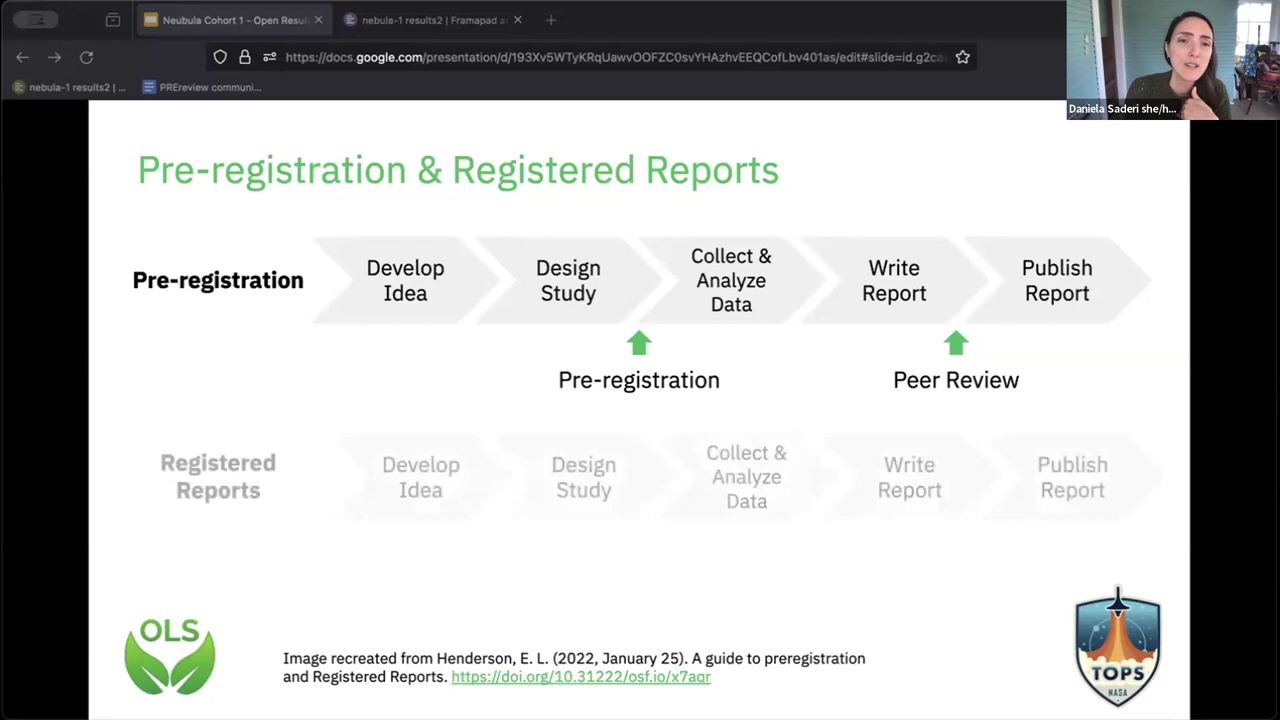 Neubula Cohort 1 - Open Resul
nebula-1 results2 | Framapad a
https://docs.google.com/presentation/d/193Xv5WTyKRqUawvOOFZC0svYHAzhvEEQCofLbv401as/edit#slide=id.g2ca
nebula-1 results2) | ...
PREreview communi...
Daniela Saderi she/h...
Pre-registration & Registered Reports
Pre-registration
Develop
Idea
Design
Study
Collect &
Analyze
Data
Write
Report
Publish
Report
Pre-registration
Peer Review
Registered
Reports
Develop
Idea
Design
Study
Collect &
Analyze
Data
Write
Report
Publish
Report
OLS
Image recreated from Henderson, E. L. (2022, January 25). A guide to preregistration
and Registered Reports. https://doi.org/10.31222/osf.io/x7aqr
TOPS
NASA